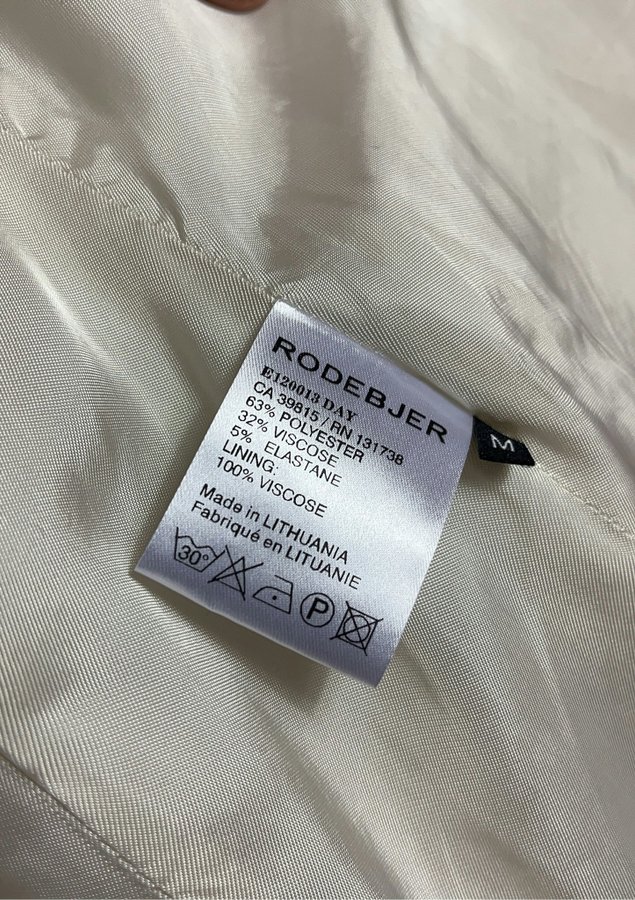 RODEBJER
E120013 DAY
CA 39815 / RN 131738
63% POLYESTER
32% VISCOSE
5% ELASTANE
LINING:
100% VISCOSE
Made in LITHUANIA
Fabriqué en LITUANIE
30° P
M